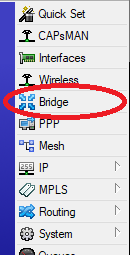 Quick Set
CAPsMAN
Interfaces
Wireless
Bridge
PPP
Mesh
IP
MPLS
Routing
System